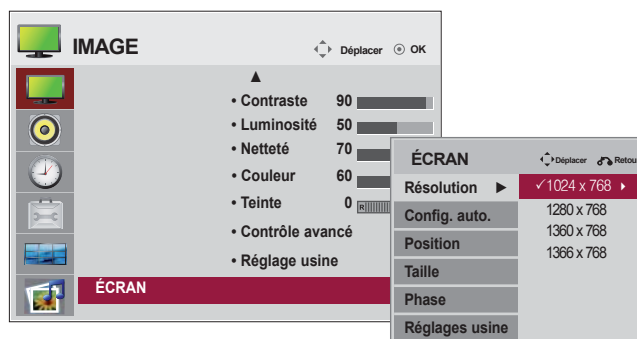 IMAGE
Déplacer OK
• Contraste 90
• Luminosité 50
• Netteté 70
• Couleur 60
• Teinte 0 R
• Contrôle avancé
• Réglage usine
ÉCRAN
ÉCRAN
Déplacer Retou
Résolution ✓1024 x 768
Config. auto. 1280 x 768
1360 x 768
Position 1366 x 768
Taille
Phase
Réglages usine